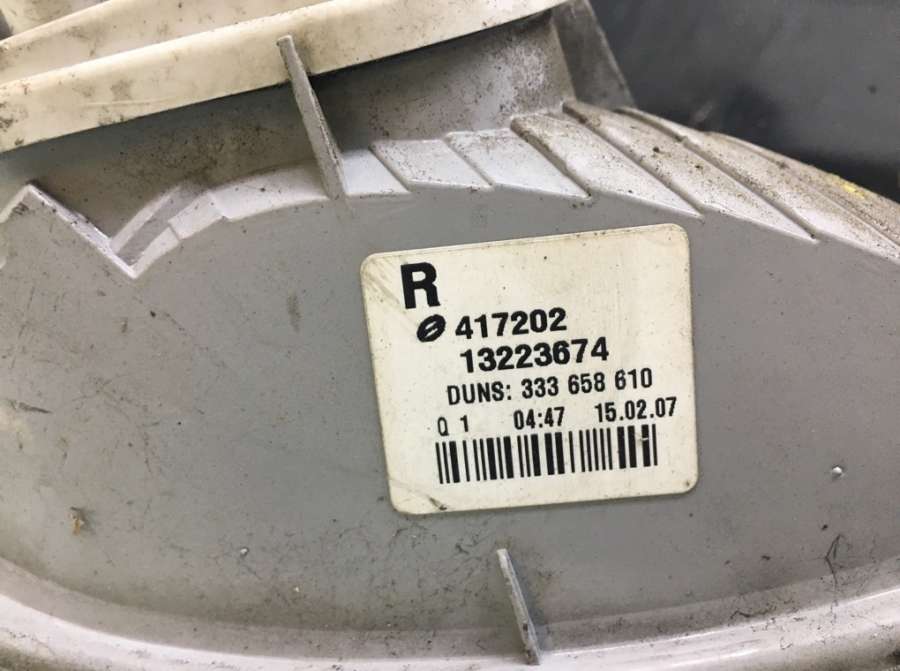 R
417202
13223674
DUNS: 333 658 610
Q 1 04:47 15.02.07